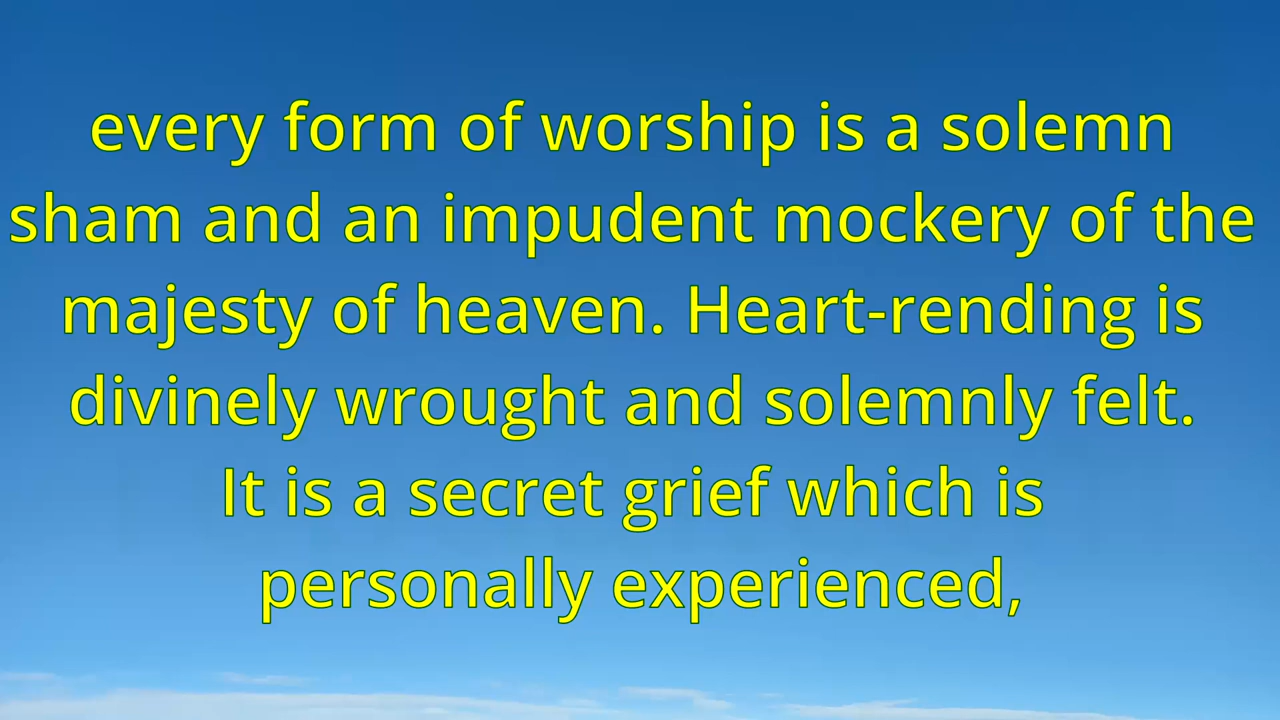 every form of worship is a solemn
sham and an impudent mockery of the
majesty of heaven. Heart-rending is
divinely wrought and solemnly felt.
It is a secret grief which is
personally experienced,